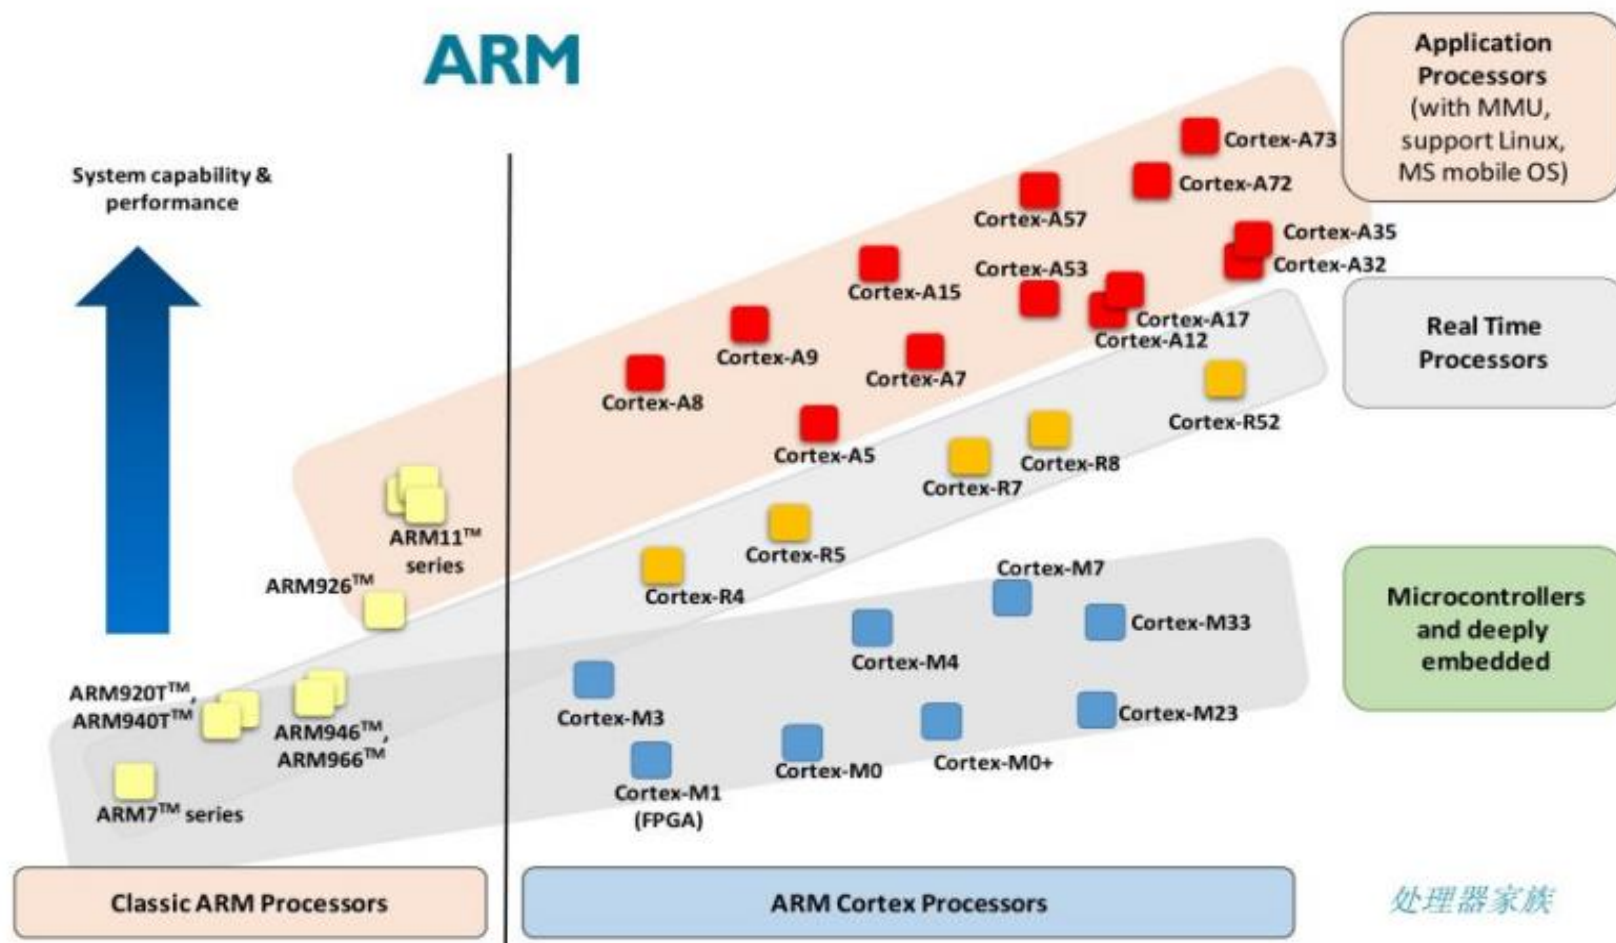 ARM
Application
Processors
(with MMU,
support Linux,
MS mobile OS)
System capability &
performance
Cortex-A73
Cortex-A72
Cortex-A57
Cortex-A35
Cortex-A32
Cortex-A53
Cortex-A15
Cortex-A17
Cortex-A12
Cortex-A9
Cortex-A7
Cortex-A8
Cortex-A5
Real Time
Processors
Cortex-R52
Cortex-R8
Cortex-R7
Cortex-R5
Cortex-R4
ARM11™
series
ARM926™
Cortex-M7
Cortex-M33
Cortex-M4
Microcontrollers
and deeply
embedded
ARM920T™,
ARM940T™
ARM946™,
ARM966™
Cortex-M3
Cortex-M23
Cortex-M0+
Cortex-M0
Cortex-M1
(FPGA)
ARM7™ series
Classic ARM Processors
ARM Cortex Processors
处理器家族